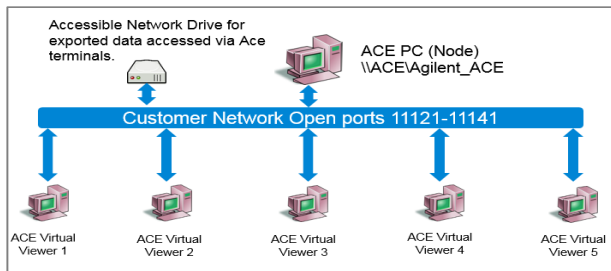 Accessible Network Drive for
exported data accessed via Ace
terminals.
ACE PC (Node)
\\ACE\Agilent_ACE
Customer Network Open ports 11121-11141
ACE Virtual
Viewer 1
ACE Virtual
Viewer 2
ACE Virtual
Viewer 3
ACE Virtual
Viewer 4
ACE Virtual
Viewer 5